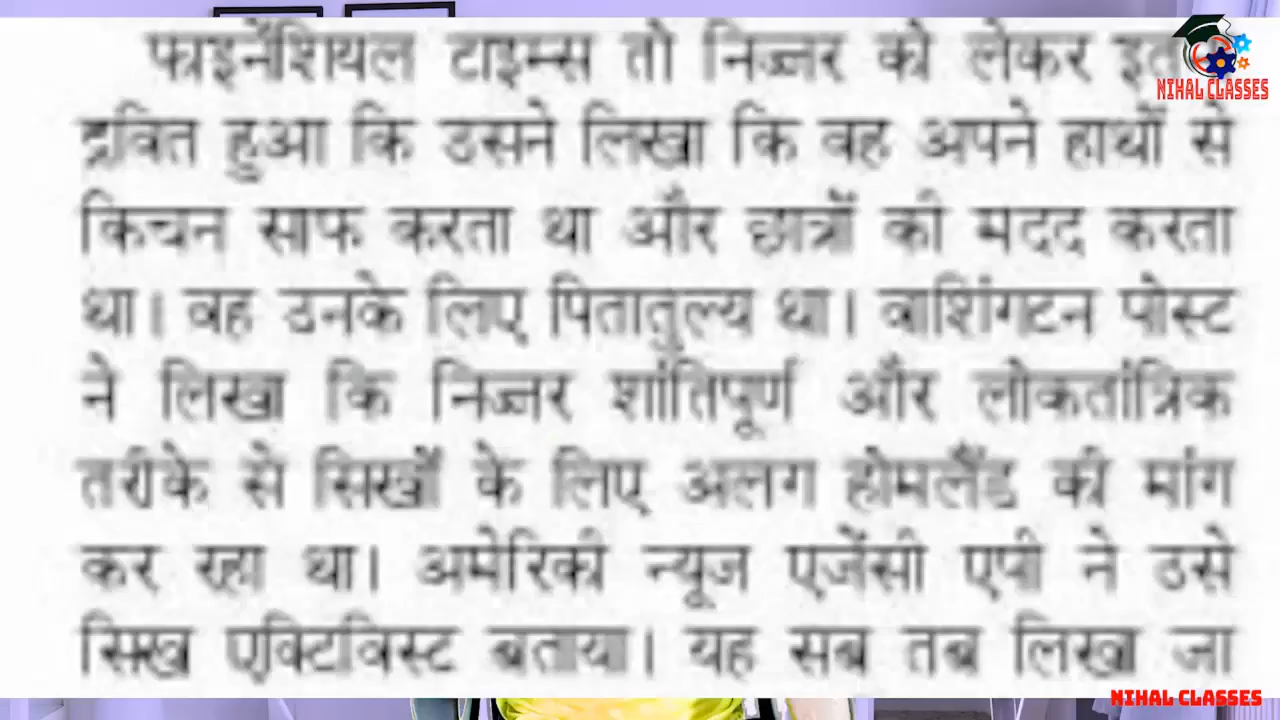 फाइनेंशियल टाइम्स तो निज्जर को लेकर
NIHAL CLASSES
द्रवित हुआ कि उसने लिखा कि वह अपने हाथों से
किचन साफ करता था और छात्रों की मदद करता
था। वह उनके लिए पितातुल्य था। वाशिंगटन पोस्ट
ने लिखा कि निज्जर शांतिपूर्ण और लोकतांत्रिक
तरीके से सिखों के लिए अलग होमलैंड की मांग
कर रहा था। अमेरिकी न्यूज एजेंसी एपी ने उसे
सिख एक्टिविस्ट बताया। यह सब तब लिखा जा
NIHAL CLASSES